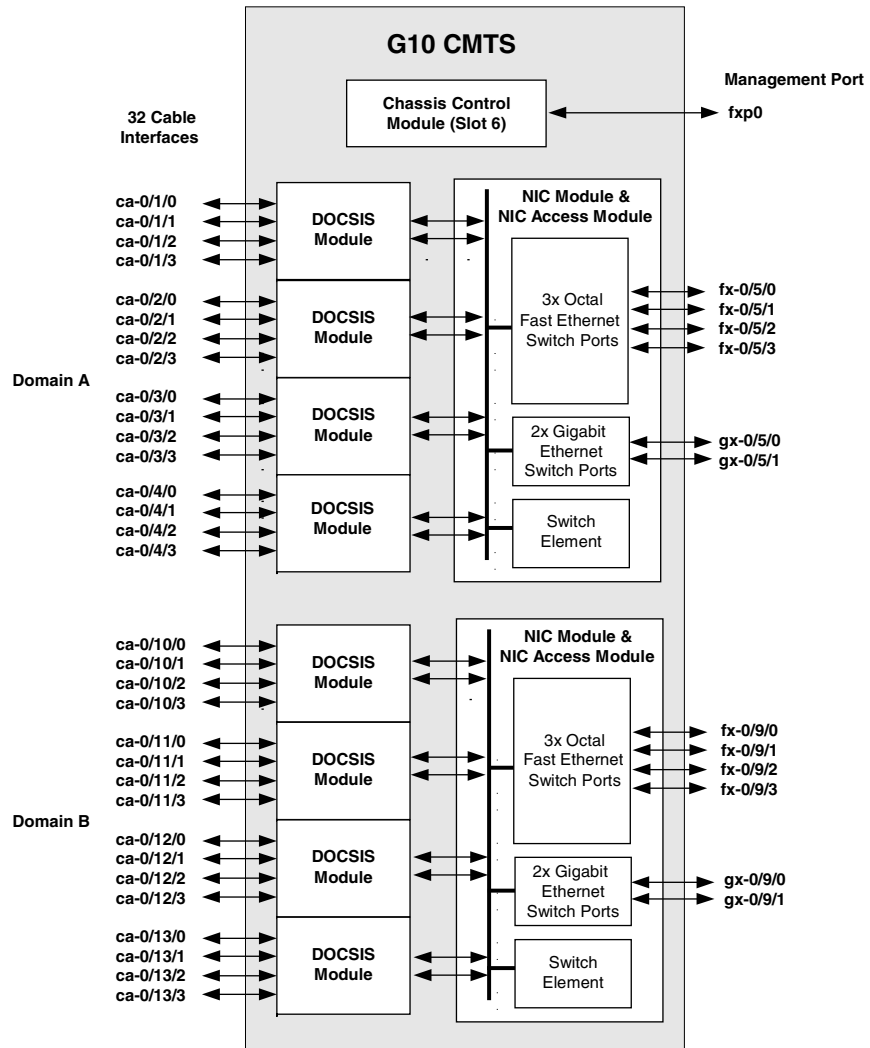 G10 CMTS
Management Port
Chassis Control
Module (Slot 6)
fxp0
32 Cable
Interfaces
Domain A
ca-0/1/0
ca-0/1/1
ca-0/1/2
ca-0/1/3
DOCSIS
Module
ca-0/2/0
ca-0/2/1
ca-0/2/2
ca-0/2/3
DOCSIS
Module
ca-0/3/0
ca-0/3/1
ca-0/3/2
ca-0/3/3
DOCSIS
Module
ca-0/4/0
ca-0/4/1
ca-0/4/2
ca-0/4/3
DOCSIS
Module
NIC Module &
NIC Access Module
3x Octal
Fast Ethernet
Switch Ports
fx-0/5/0
fx-0/5/1
fx-0/5/2
fx-0/5/3
2x Gigabit
Ethernet
Switch Ports
gx-0/5/0
gx-0/5/1
Switch
Element
Domain B
ca-0/10/0
ca-0/10/1
ca-0/10/2
ca-0/10/3
DOCSIS
Module
ca-0/11/0
ca-0/11/1
ca-0/11/2
ca-0/11/3
DOCSIS
Module
ca-0/12/0
ca-0/12/1
ca-0/12/2
ca-0/12/3
DOCSIS
Module
ca-0/13/0
ca-0/13/1
ca-0/13/2
ca-0/13/3
DOCSIS
Module
NIC Module &
NIC Access Module
3x Octal
Fast Ethernet
Switch Ports
fx-0/9/0
fx-0/9/1
fx-0/9/2
fx-0/9/3
2x Gigabit
Ethernet
Switch Ports
gx-0/9/0
gx-0/9/1
Switch
Element